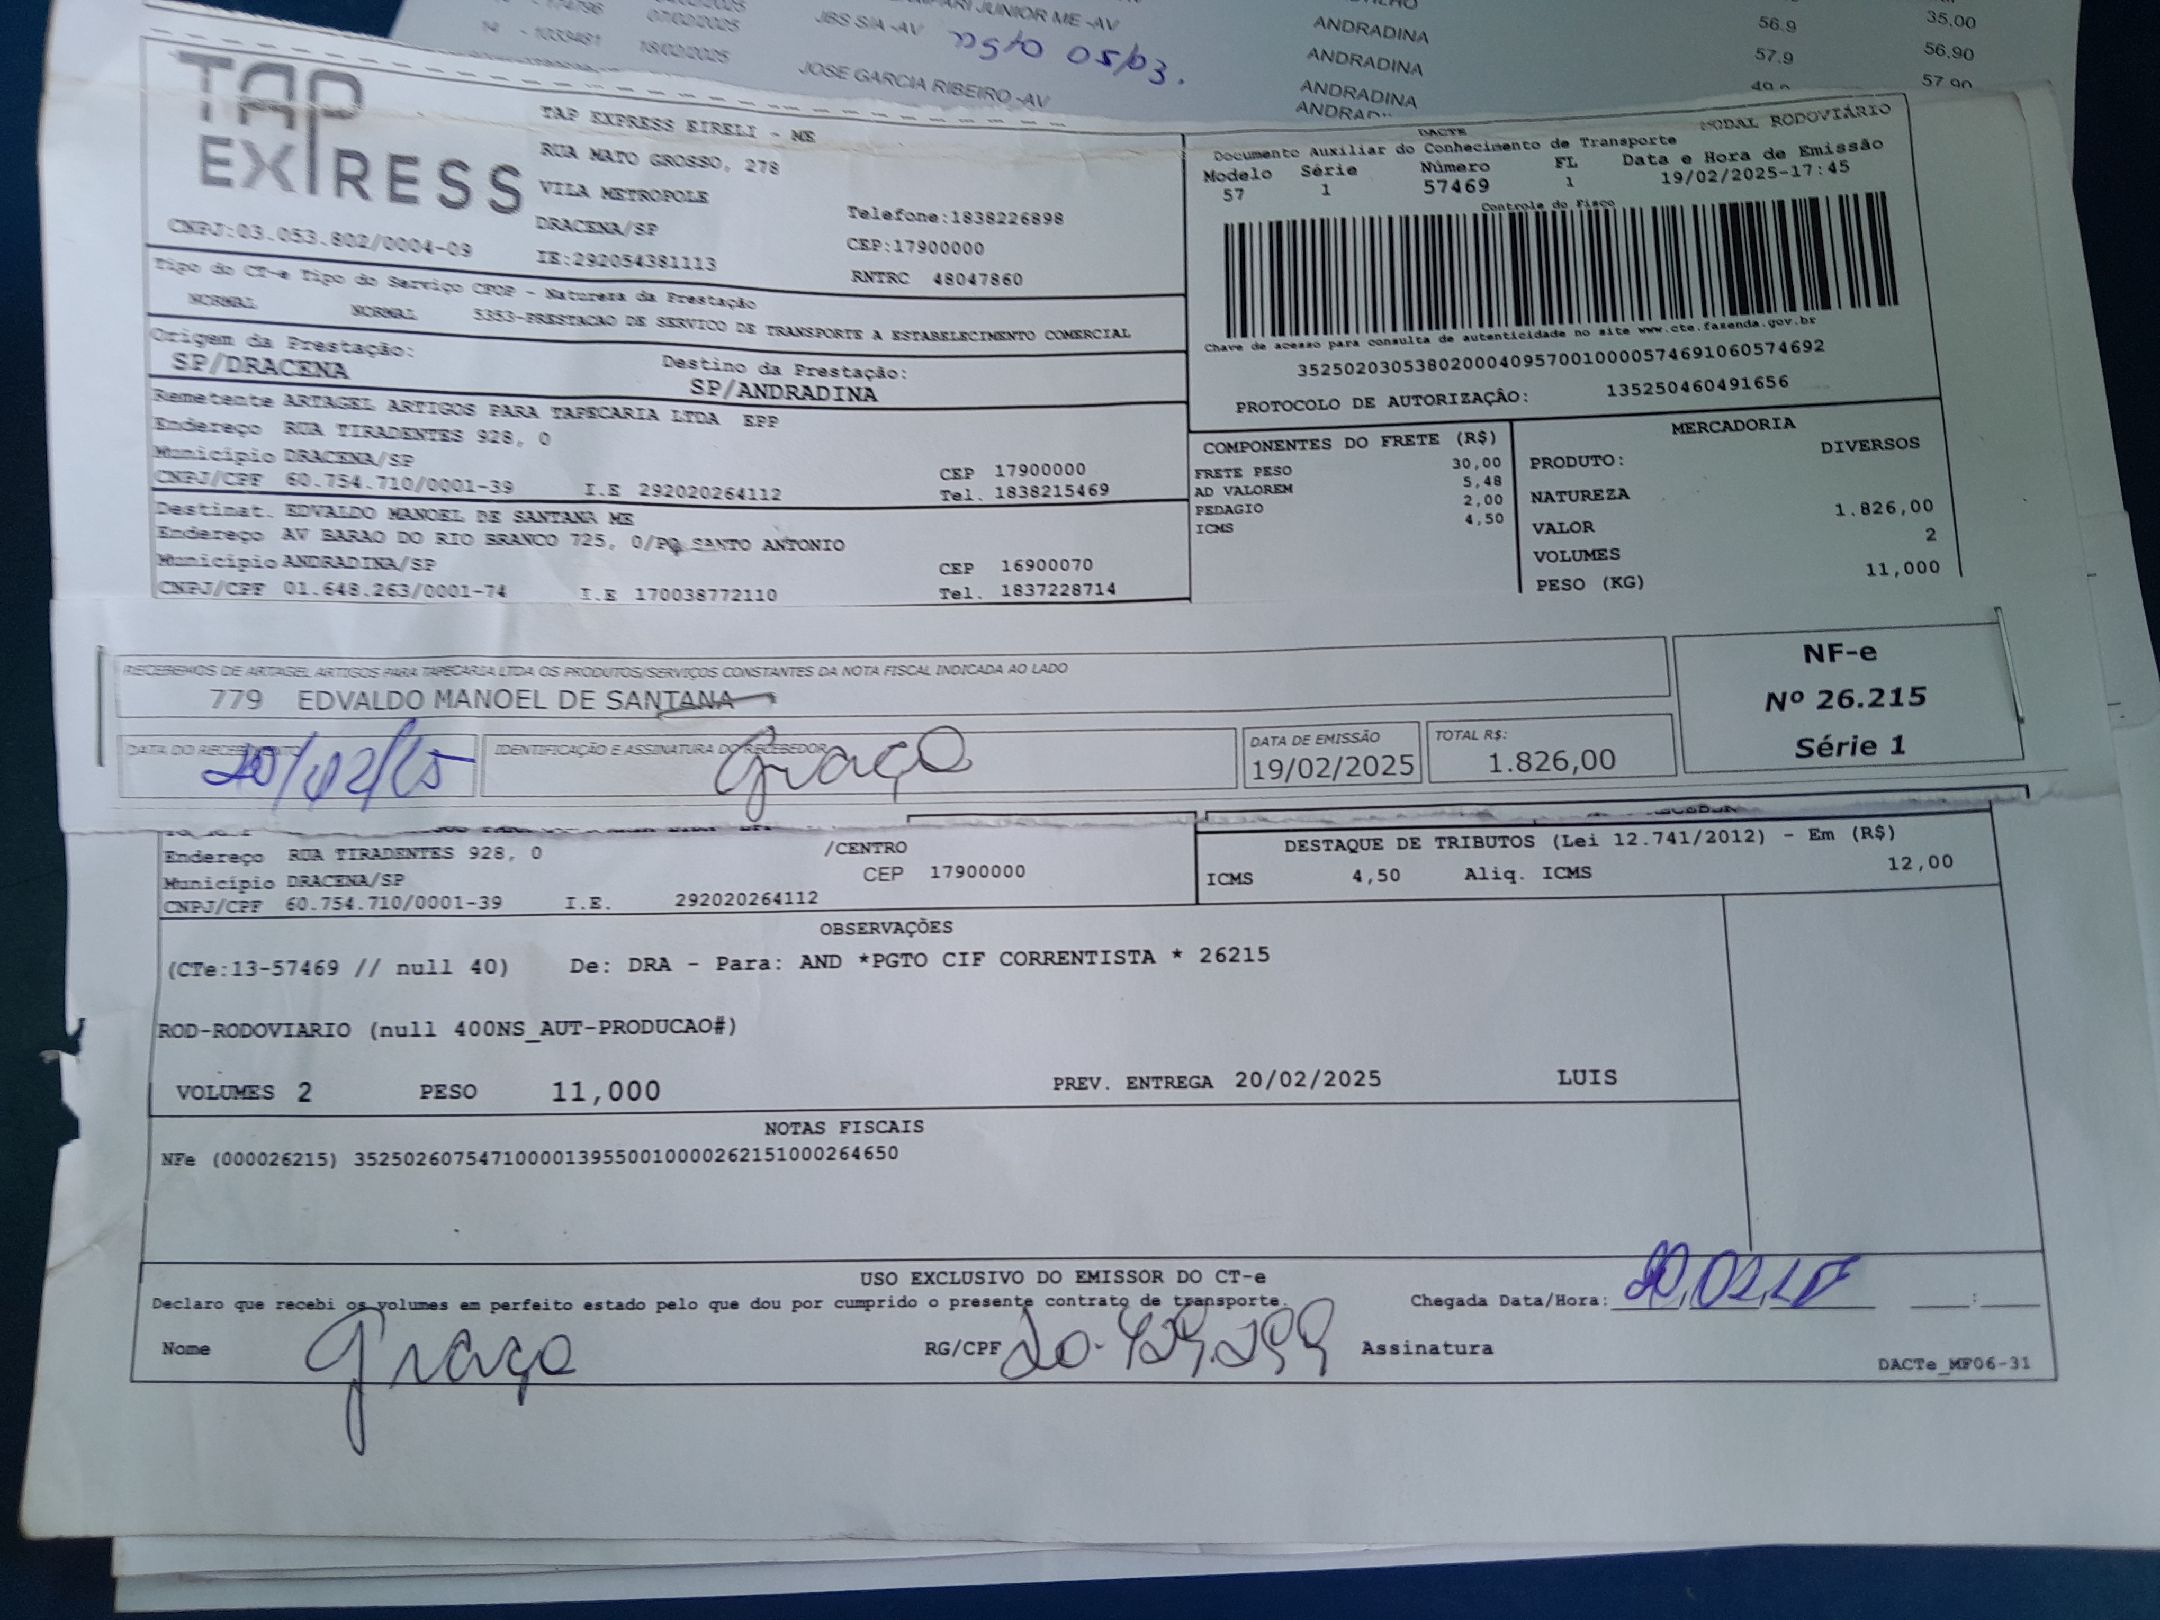 14 - 1033461 18/02/2025 JBS S/A -AV 05/03. ANDRADINA 56.9 35,00
JOSE GARCIA RIBEIRO -AV ANDRADINA 57.9 56,90
ANDRADINA 57,90
TAP EXPRESS
TAP EXPRESS EIRELI - ME
RUA MATO GROSSO, 278
VILA METROPOLE
DRACENA/SP
IE:292054381113
Telefone:1838226898
CEP:17900000
RNTRC 48047860
CNPJ:03.053.802/0004-09
DACTE MODAL RODOVIÁRIO
Documento Auxiliar do Conhecimento de Transporte
Modelo Série Número FL Data e Hora de Emissão
57 1 57469 1 19/02/2025-17:45
Controle do Fisco
Chave de acesso para consulta de autenticidade no site www.cte.fazenda.gov.br
35250203053802000409570010000574691060574692
PROTOCOLO DE AUTORIZAÇÂO: 135250460491656
Tipo do CT-e Tipo do Serviço CFOP - Natureza da Prestação
NORMAL NORMAL 5353-PRESTACAO DE SERVICO DE TRANSPORTE A ESTABELECIMENTO COMERCIAL
Origem da Prestação: Destino da Prestação:
SP/DRACENA SP/ANDRADINA
Remetente ARTAGEL ARTIGOS PARA TAPECARIA LTDA EPP
Endereço RUA TIRADENTES 928, 0
Município DRACENA/SP CEP 17900000
CNPJ/CPF 60.754.710/0001-39 I.E 292020264112 Tel. 1838215469
Destinat. EDVALDO MANOEL DE SANTANA ME
Endereço AV BARAO DO RIO BRANCO 725, 0/PQ SANTO ANTONIO
Município ANDRADINA/SP CEP 16900070
CNPJ/CPF 01.648.263/0001-74 I.E 170038772110 Tel. 1837228714
COMPONENTES DO FRETE (R$)
FRETE PESO 30,00
AD VALOREM 5,48
PEDAGIO 2,00
ICMS 4,50
MERCADORIA
PRODUTO: DIVERSOS
NATUREZA
VALOR 1.826,00
VOLUMES 2
PESO (KG) 11,000
RECEBEMOS DE ARTAGEL ARTIGOS PARA TAPECARIA LTDA OS PRODUTOS/SERVIÇOS CONSTANTES DA NOTA FISCAL INDICADA AO LADO
779 EDVALDO MANOEL DE SANTANA
NF-e
Nº 26.215
Série 1
DATA DO RECEBIMENTO IDENTIFICAÇÃO E ASSINATURA DO RECEBEDOR DATA DE EMISSÃO TOTAL R$:
20/02/25 Graça 19/02/2025 1.826,00
Endereço RUA TIRADENTES 928, 0 /CENTRO
Município DRACENA/SP CEP 17900000
CNPJ/CPF 60.754.710/0001-39 I.E. 292020264112
DESTAQUE DE TRIBUTOS (Lei 12.741/2012) - Em (R$)
ICMS 4,50 Aliq. ICMS 12,00
OBSERVAÇÕES
(CTe:13-57469 // null 40) De: DRA - Para: AND *PGTO CIF CORRENTISTA * 26215
ROD-RODOVIARIO (null 400NS_AUT-PRODUCAO#)
VOLUMES 2 PESO 11,000 PREV. ENTREGA 20/02/2025 LUIS
NOTAS FISCAIS
NFe (000026215) 35250260754710000139550010000262151000264650
USO EXCLUSIVO DO EMISSOR DO CT-e
Declaro que recebi os volumes em perfeito estado pelo que dou por cumprido o presente contrato de transporte. Chegada Data/Hora: 20,02,25 :
Nome Graça RG/CPF 20.429.299 Assinatura
DACTe_MF06-31